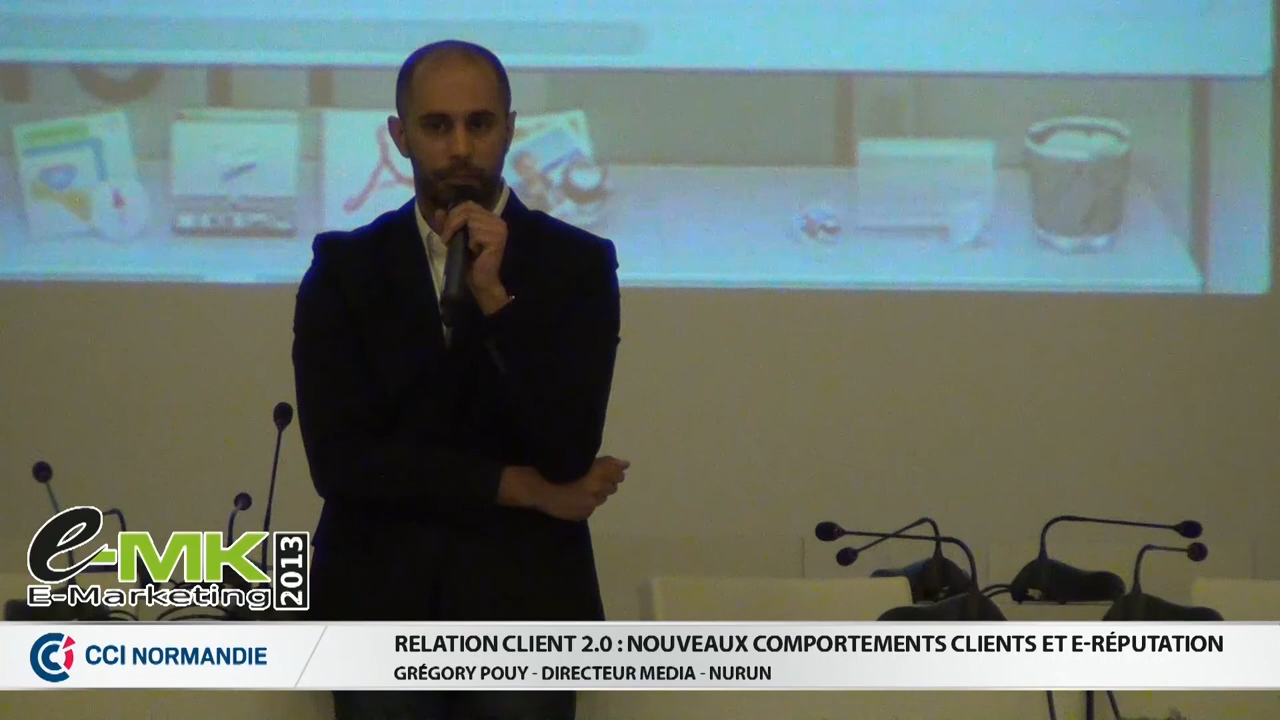 e-MK
E-Marketing
2013
CCI NORMANDIE
RELATION CLIENT 2.0 : NOUVEAUX COMPORTEMENTS CLIENTS ET E-RÉPUTATION
GRÉGORY POUY - DIRECTEUR MEDIA - NURUN